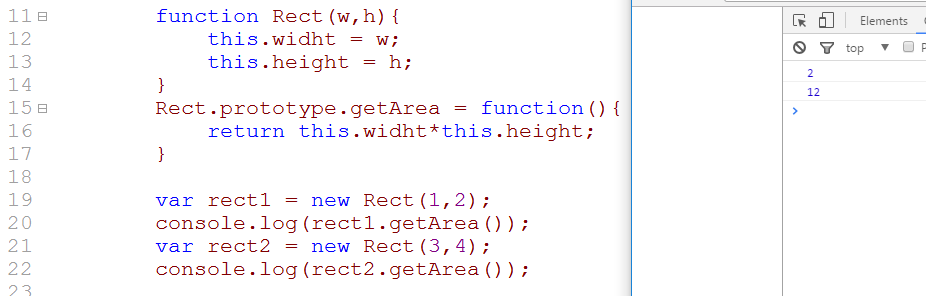 11 function Rect(w,h){
12 this.widht = w;
13 this.height = h;
14 }
15 Rect.prototype.getArea = function(){
16 return this.widht*this.height;
17 }
18
19 var rect1 = new Rect(1,2);
20 console.log(rect1.getArea());
21 var rect2 = new Rect(3,4);
22 console.log(rect2.getArea());
23
Elements
top
2
12
>